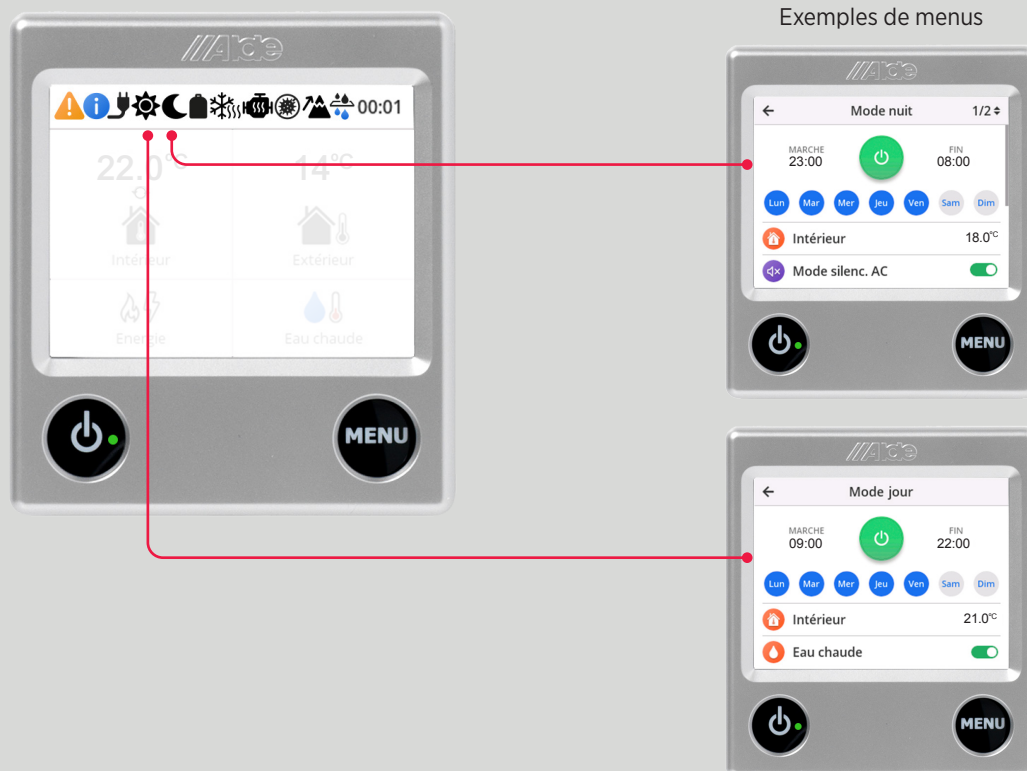 Exemples de menus
Alde
00:01
22.0°C
14°C
Intérieur
Extérieur
Energie
Eau chaude
MENU
Alde
Mode nuit
1/2
MARCHE
23:00
FIN
08:00
Lun Mar Mer Jeu Ven Sam Dim
Intérieur
18.0°C
Mode silenc. AC
MENU
Alde
Mode jour
MARCHE
09:00
FIN
22:00
Lun Mar Mer Jeu Ven Sam Dim
Intérieur
21.0°C
Eau chaude
MENU